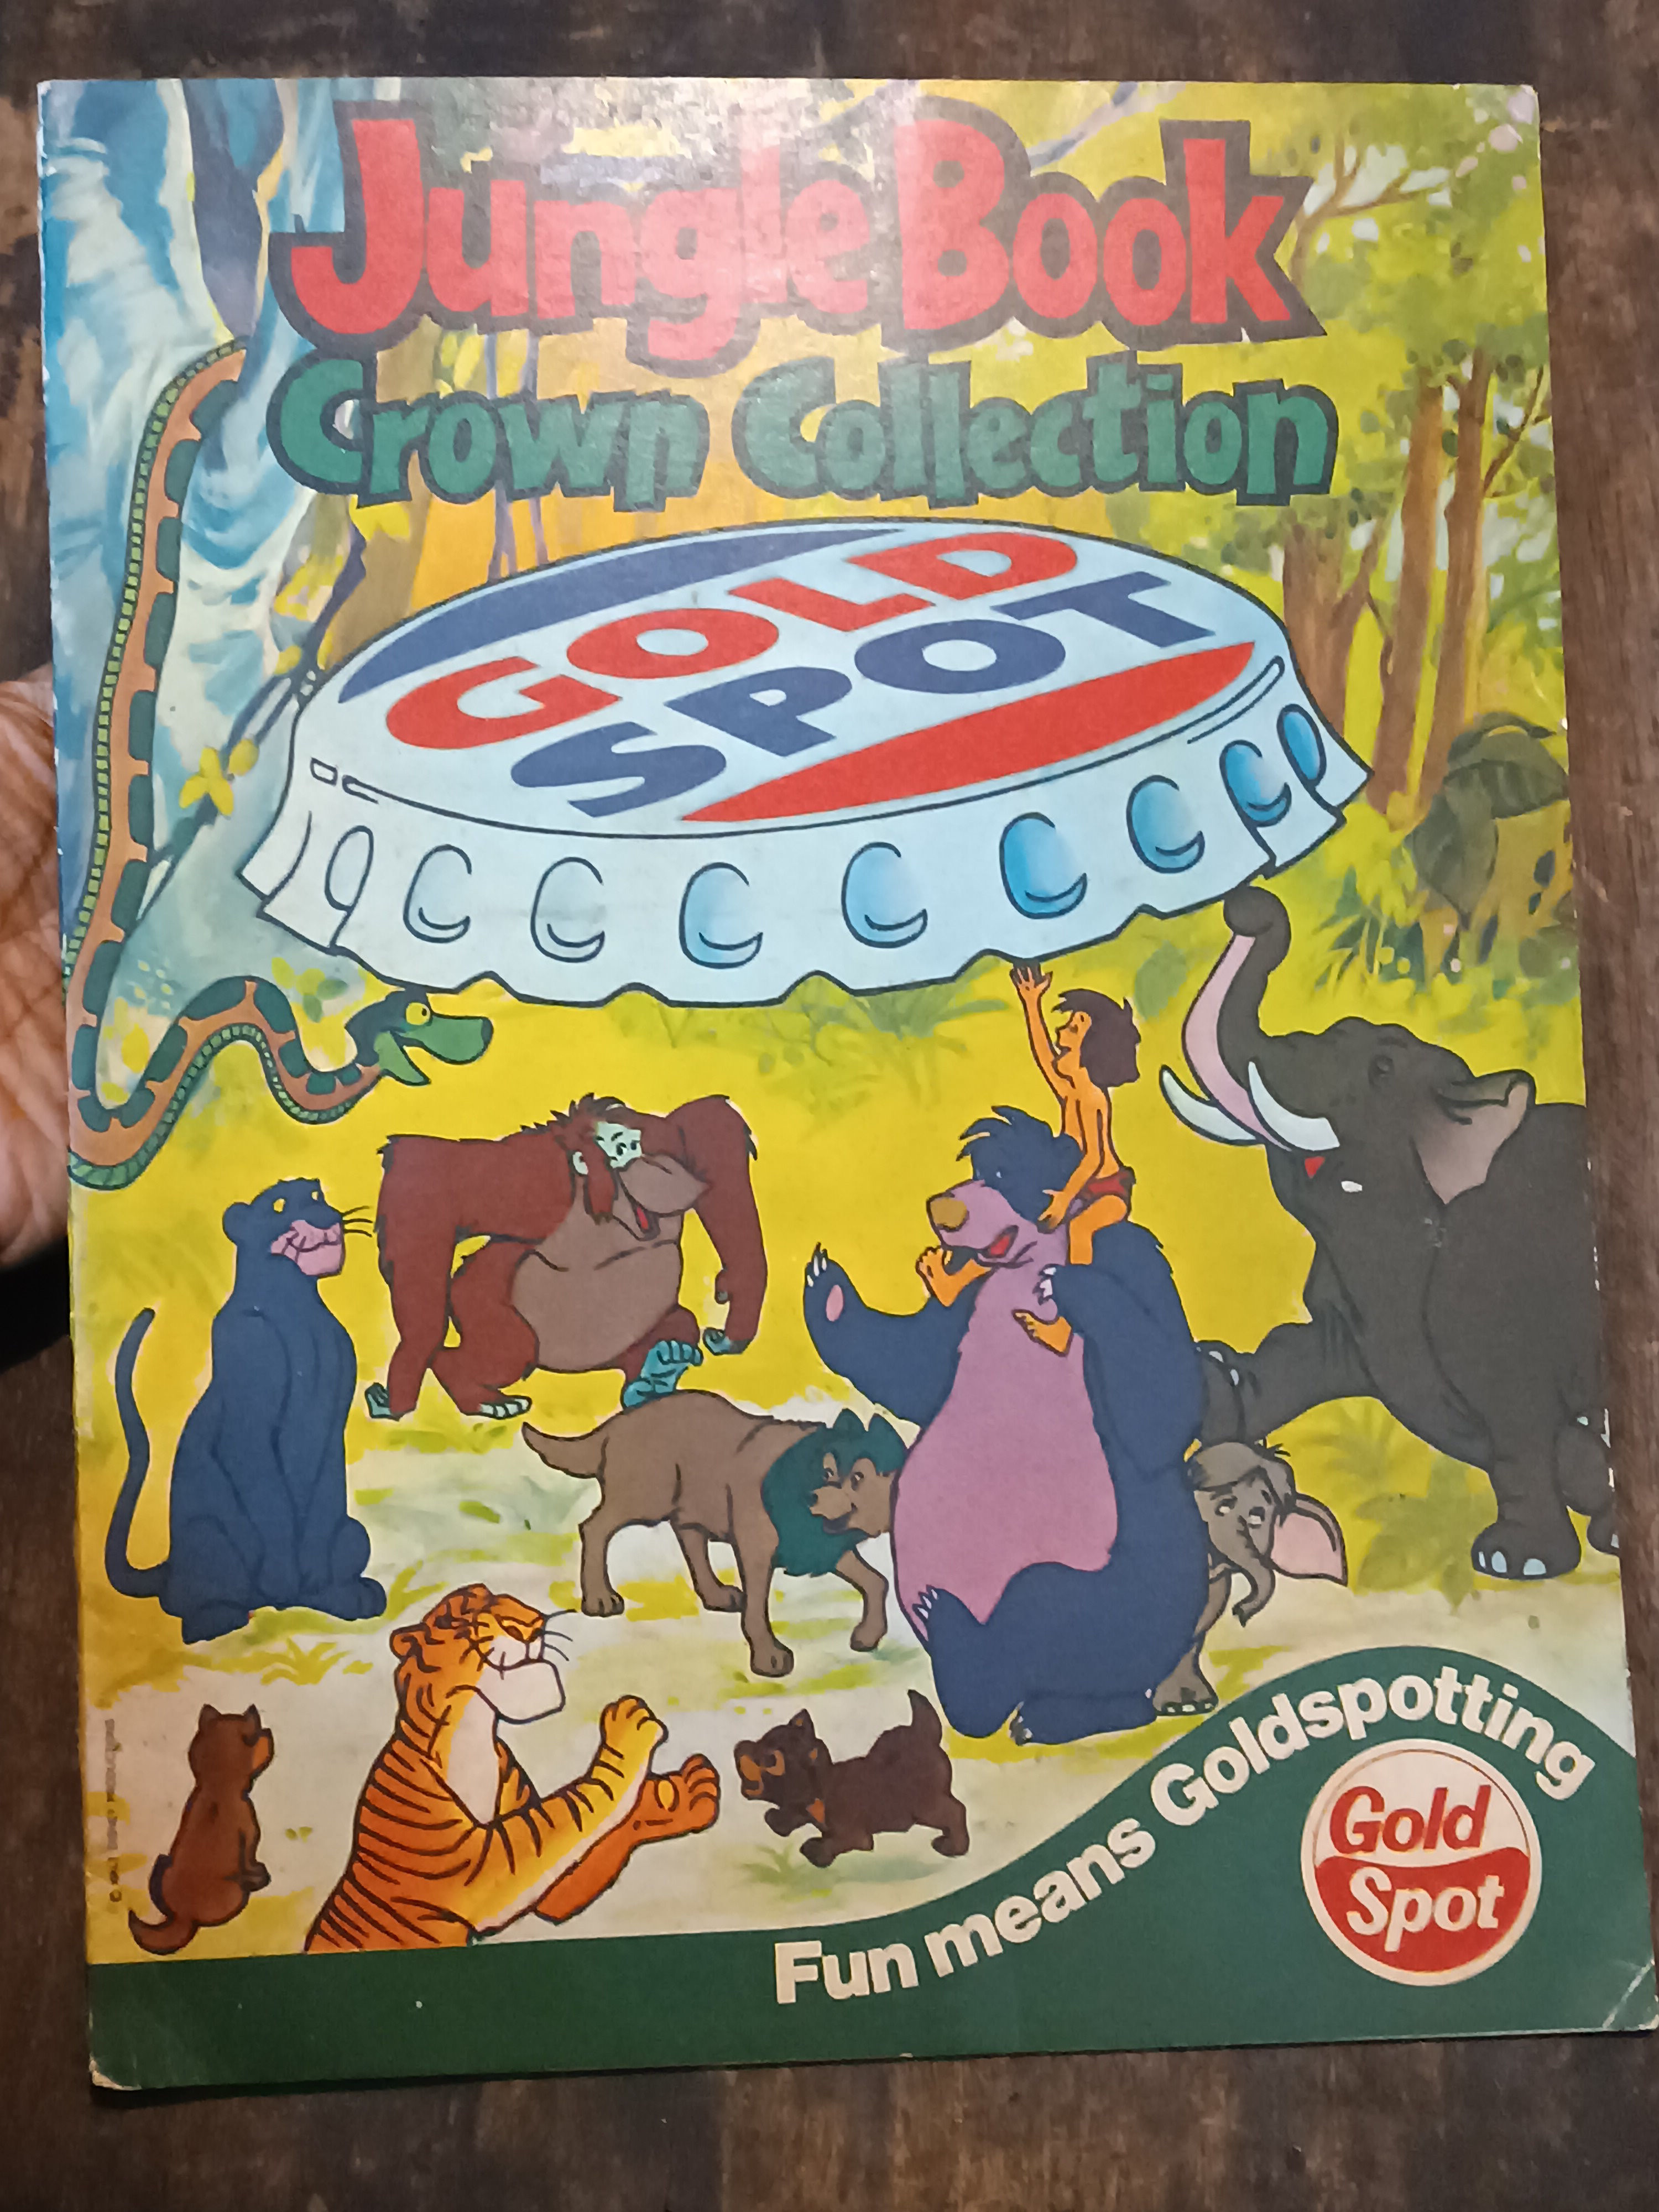 Jungle Book
Crown Collection
GOLD
SPOT
Fun means Goldspotting
Gold
Spot